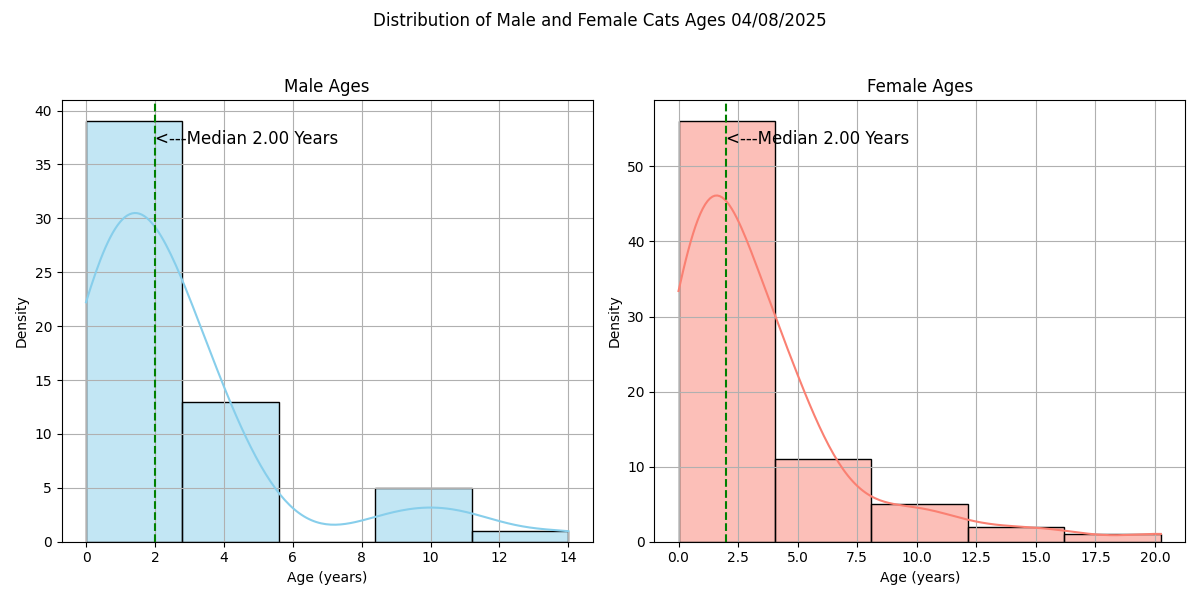 Distribution of Male and Female Cats Ages 04/08/2025
Male Ages
40
35
30
25
20
15
10
5
0
Density
<---Median 2.00 Years
0 2 4 6 8 10 12 14
Age (years)
Female Ages
50
40
30
20
10
0
Density
<---Median 2.00 Years
0.0 2.5 5.0 7.5 10.0 12.5 15.0 17.5 20.0
Age (years)